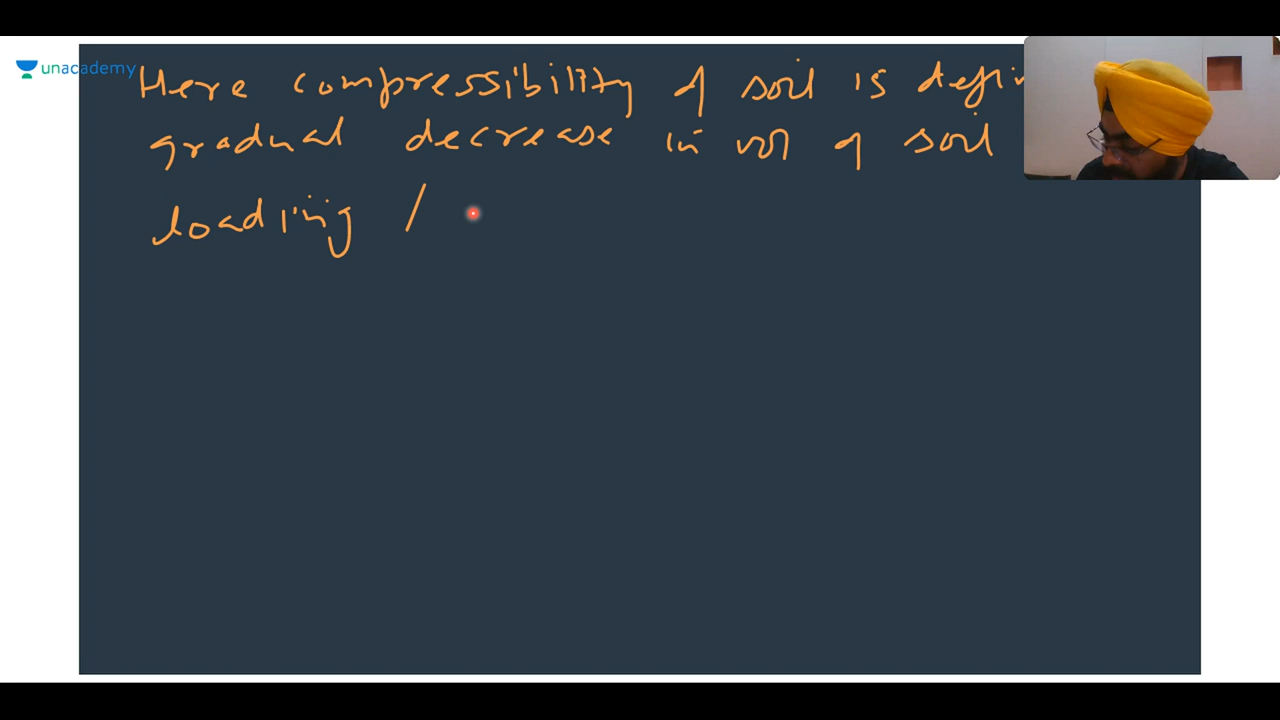 unacademy
Here compressibility of soil is defin
gradual decrease in vol of soil
loading /